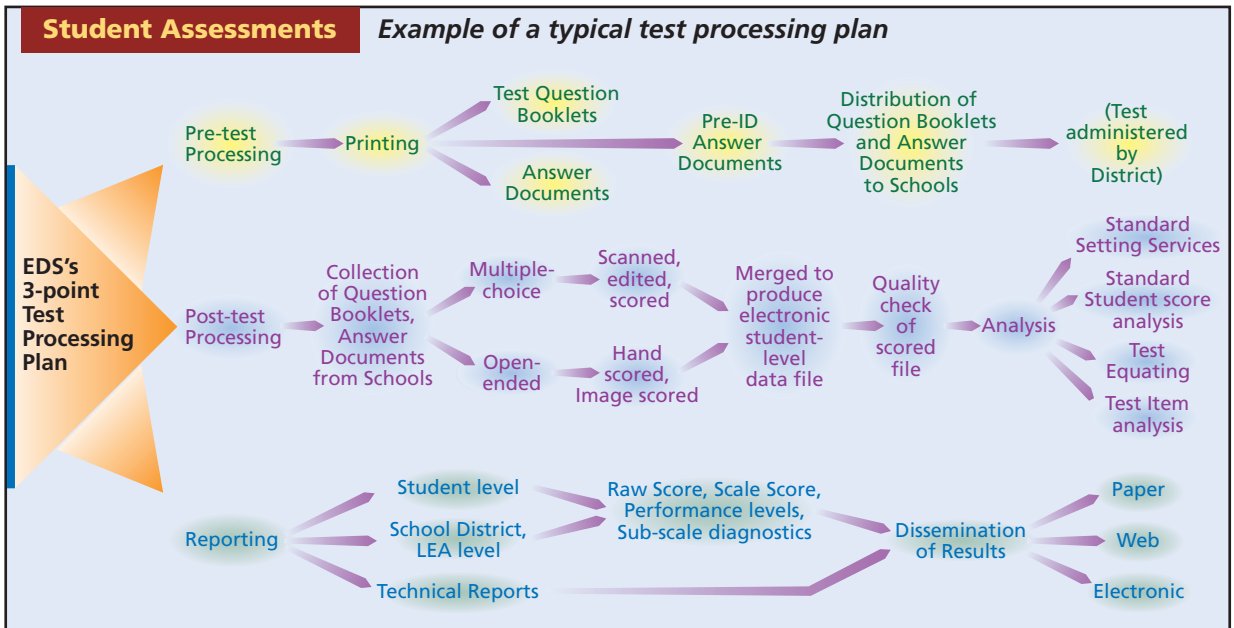 Student Assessments
Example of a typical test processing plan
EDS's
3-point
Test
Processing
Plan
Pre-test
Processing
Printing
Test Question
Booklets
Answer
Documents
Pre-ID
Answer
Documents
Distribution of
Question Booklets
and Answer
Documents
to Schools
(Test
administered
by
District)
Post-test
Processing
Collection
of Question
Booklets,
Answer
Documents
from Schools
Multiple-
choice
Scanned,
edited,
scored
Open-
ended
Hand
scored,
Image scored
Merged to
produce
electronic
student-
level
data file
Quality
check
of
scored
file
Analysis
Standard
Setting Services
Standard
Student score
analysis
Test
Equating
Test Item
analysis
Reporting
Student level
School District,
LEA level
Technical Reports
Raw Score, Scale Score,
Performance levels,
Sub-scale diagnostics
Dissemination
of Results
Paper
Web
Electronic